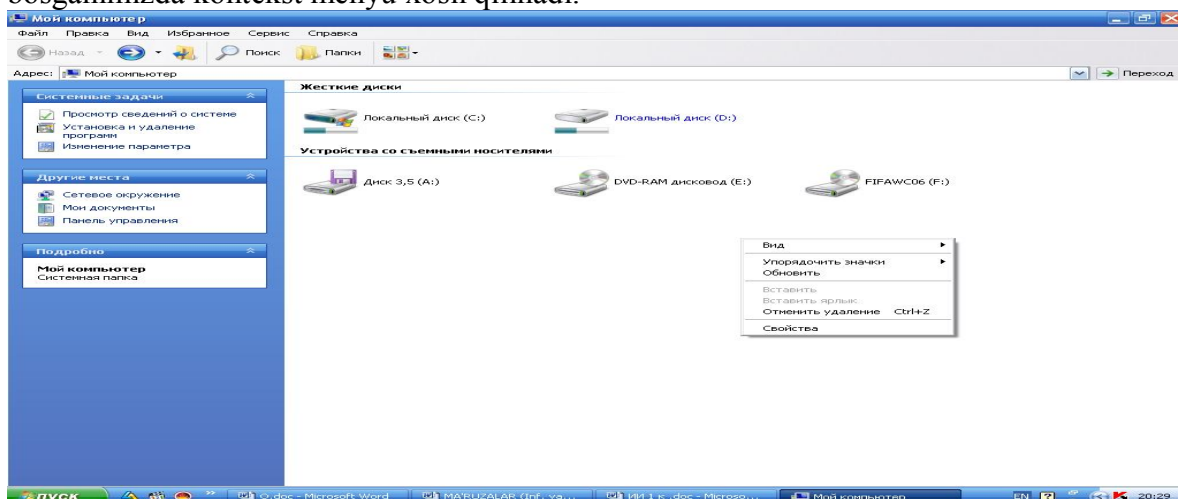 bosganimizda kontekst menyu xosil qilinadi.
Мой компьютер
Файл Правка Вид Избранное Сервис Справка
Назад Поиск Папки
Адрес: Мой компьютер Переход
Системные задачи
Просмотр сведений о системе
Установка и удаление
программ
Изменение параметра
Другие места
Сетевое окружение
Мои документы
Панель управления
Подробно
Мой компьютер
Системная папка
Жесткие диски
Локальный диск (C:) Локальный диск (D:)
Устройства со съемными носителями
Диск 3,5 (A:) DVD-RAM дисковод (E:) FIFAWC06 (F:)
Вид
Упорядочить значки
Обновить
Вставить
Вставить ярлык
Отменить удаление Ctrl+Z
Свойства
пуск O.doc - Microsoft Word MA'RUZALAR (Inf. va... ИИ 1 к .doc - Microso... Мой компьютер EN 20:29